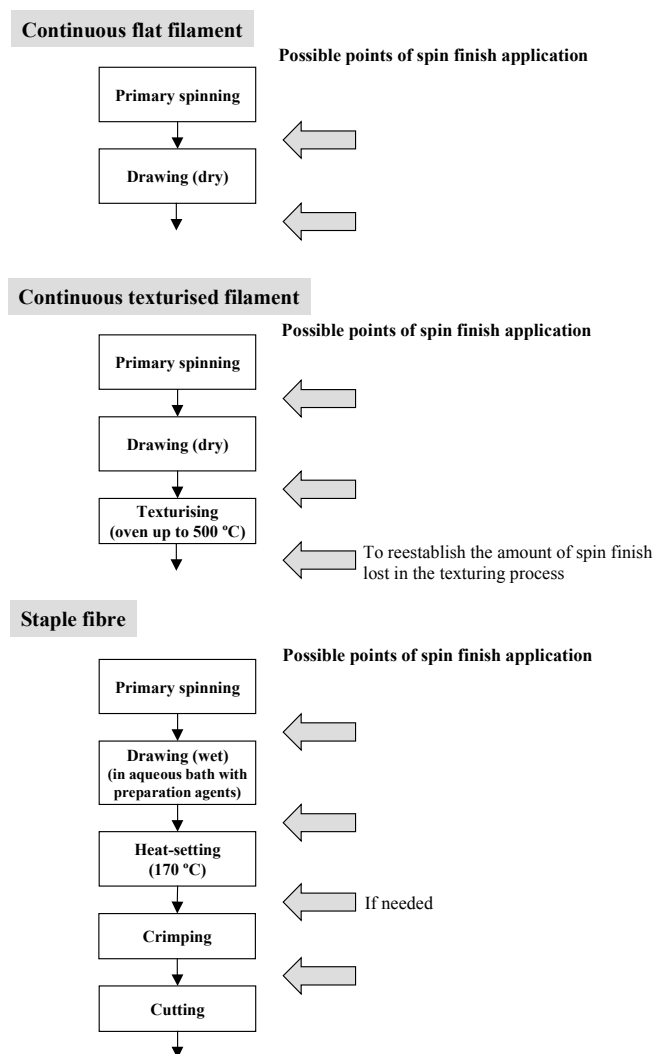 Continuous flat filament
Possible points of spin finish application
Primary spinning
Drawing (dry)
Continuous texturised filament
Possible points of spin finish application
Primary spinning
Drawing (dry)
Texturising
(oven up to 500 ºC)
To reestablish the amount of spin finish
lost in the texturing process
Staple fibre
Possible points of spin finish application
Primary spinning
Drawing (wet)
(in aqueous bath with
preparation agents)
Heat-setting
(170 ºC)
If needed
Crimping
Cutting